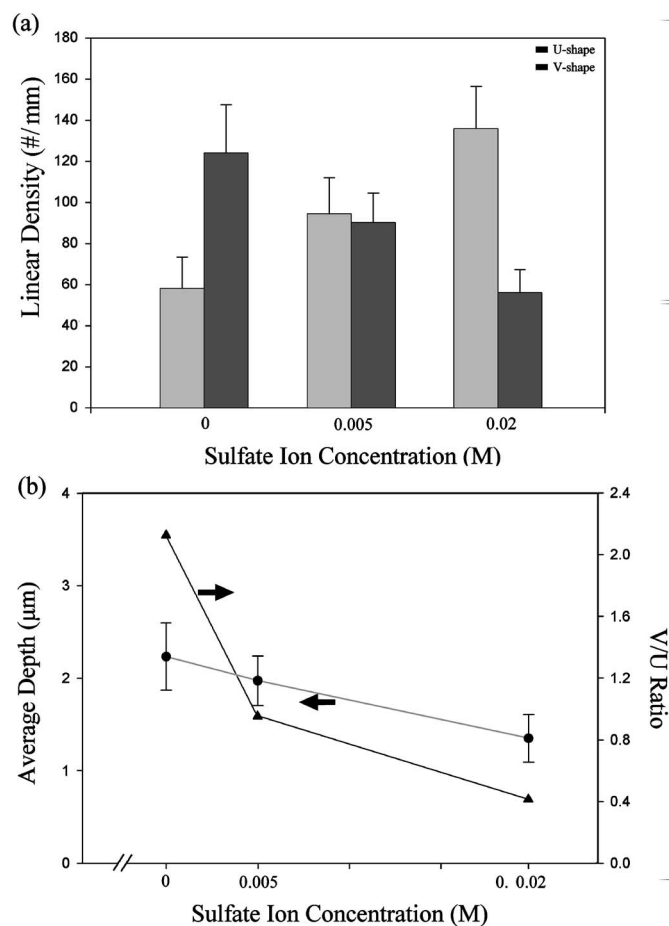 (a)
180
160
140
120
100
80
60
40
20
0
Linear Density (#/mm)
U-shape
V-shape
0 0.005 0.02
Sulfate Ion Concentration (M)
(b)
4
3
2
1
0
Average Depth (μm)
2.4
2.0
1.6
1.2
0.8
0.4
0.0
V/U Ratio
0 0.005 0. 0.02
Sulfate Ion Concentration (M)